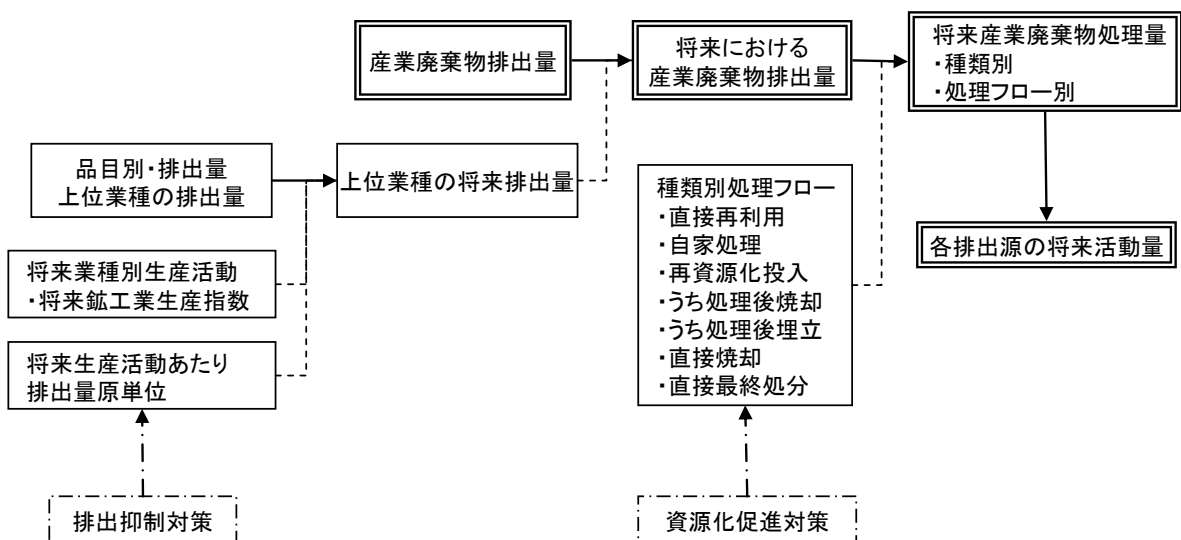 産業廃棄物排出量
将来における
産業廃棄物排出量
将来産業廃棄物処理量
・種類別
・処理フロー別
品目別・排出量
上位業種の排出量
上位業種の将来排出量
種類別処理フロー
・直接再利用
・自家処理
・再資源化投入
・うち処理後焼却
・うち処理後埋立
・直接焼却
・直接最終処分
各排出源の将来活動量
将来業種別生産活動
・将来鉱工業生産指数
将来生産活動あたり
排出量原単位
排出抑制対策
資源化促進対策